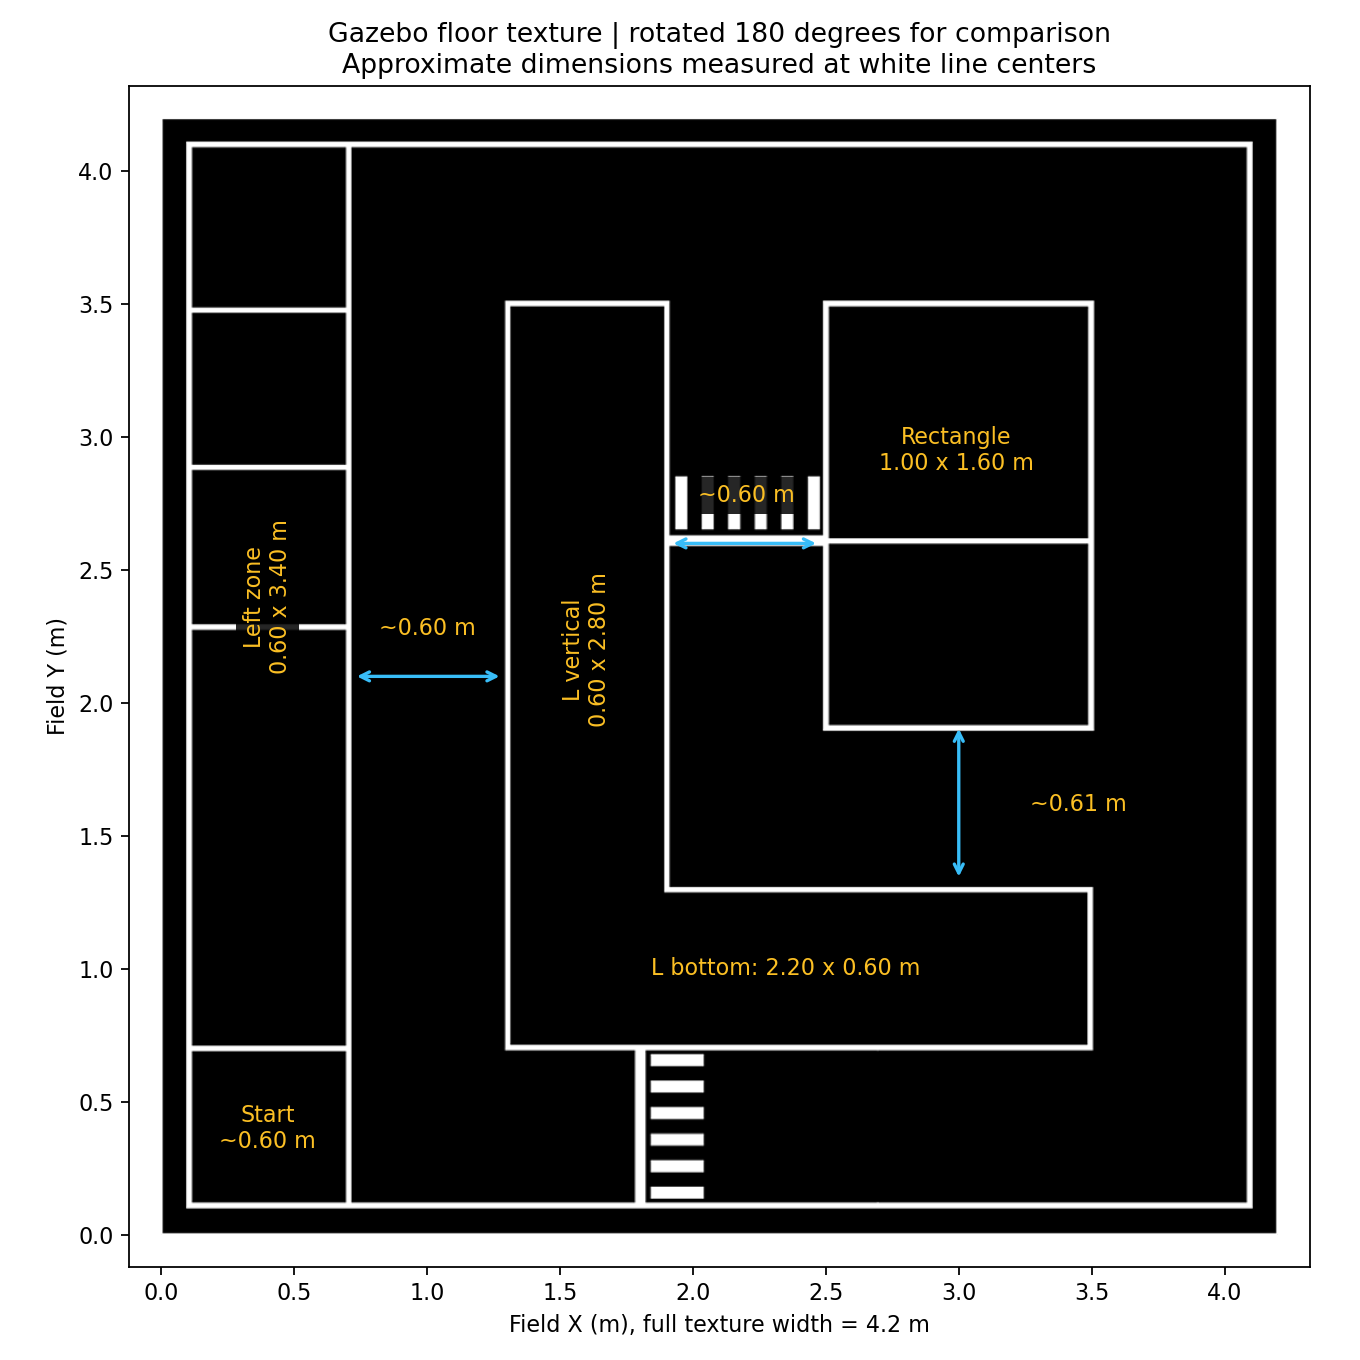 Gazebo floor texture | rotated 180 degrees for comparison
Approximate dimensions measured at white line centers
Field Y (m)
4.0
3.5
3.0
2.5
2.0
1.5
1.0
0.5
0.0
Rectangle
1.00 x 1.60 m
~0.60 m
Left zone
0.60 x 3.40 m
~0.60 m
L vertical
0.60 x 2.80 m
~0.61 m
L bottom: 2.20 x 0.60 m
Start
~0.60 m
0.0
0.5
1.0
1.5
2.0
2.5
3.0
3.5
4.0
Field X (m), full texture width = 4.2 m